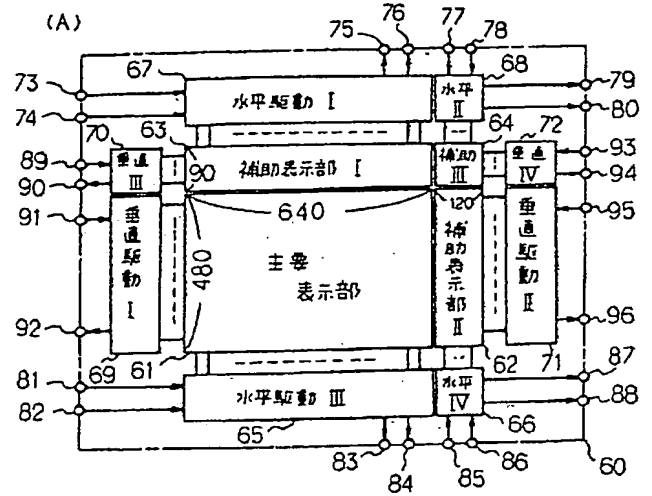 (A)
75
76
77
78
67
68
73
74
水平駆動 I
水平
II
79
80
70
63
64
72
89
90
垂直
III
補助表示部 I
補助
III
垂直
IV
93
94
90
640
120
91
92
垂直駆動 I
480
主要
表示部
補助表示部 II
垂直駆動 II
95
96
69
61
62
71
81
82
水平駆動 III
水平
IV
87
88
65
66
83
84
85
86
60